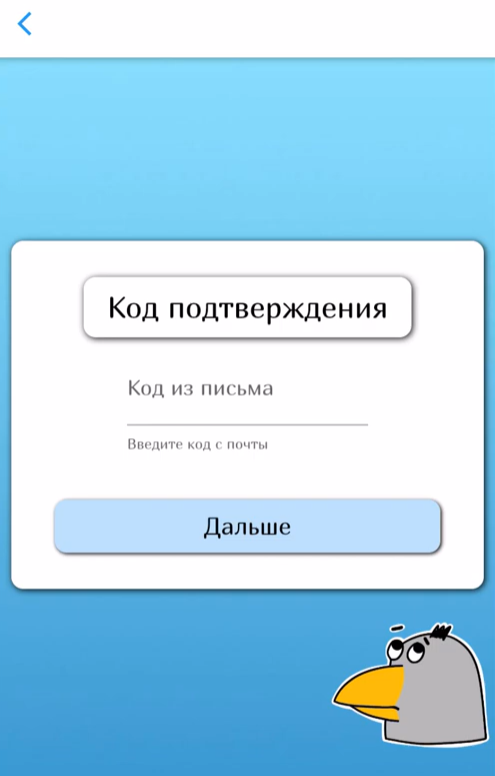 Код подтверждения
Код из письма
Введите код с почты
Дальше